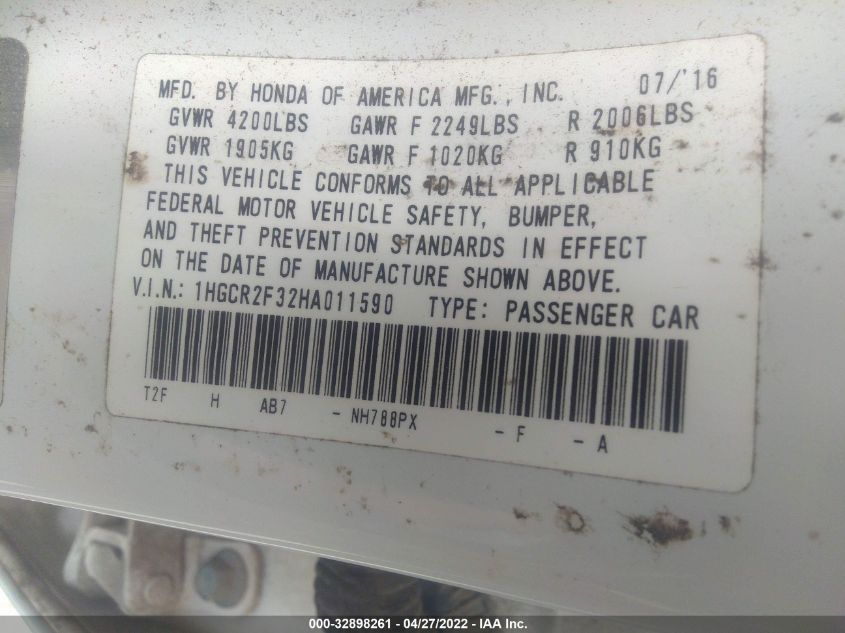 MFD. BY HONDA OF AMERICA MFG., INC. 07/'16
GVWR 4200LBS GAWR F 2249LBS R 2006LBS
GVWR 1905KG GAWR F 1020KG R 910KG
THIS VEHICLE CONFORMS TO ALL APPLICABLE
FEDERAL MOTOR VEHICLE SAFETY, BUMPER,
AND THEFT PREVENTION STANDARDS IN EFFECT
ON THE DATE OF MANUFACTURE SHOWN ABOVE.
V.I.N.: 1HGCR2F32HA011590 TYPE: PASSENGER CAR
T2F H AB7 - NH788PX - F - A
000-32898261 - 04/27/2022 - IAA Inc.